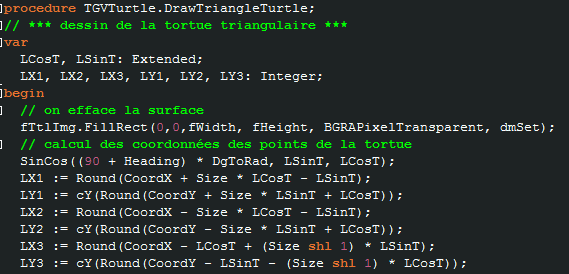 procedure TGVTurtle.DrawTriangleTurtle;
// *** dessin de la tortue triangulaire ***
var
LCosT, LSinT: Extended;
LX1, LX2, LX3, LY1, LY2, LY3: Integer;
begin
// on efface la surface
fTtlImg.FillRect(0,0,fWidth, fHeight, BGRAPixelTransparent, dmSet);
// calcul des coordonnées des points de la tortue
SinCos((90 + Heading) * DgToRad, LSinT, LCosT);
LX1 := Round(CoordX + Size * LCosT - LSinT);
LY1 := cY(Round(CoordY + Size * LSinT + LCosT));
LX2 := Round(CoordX - Size * LCosT - LSinT);
LY2 := cY(Round(CoordY - Size * LSinT + LCosT));
LX3 := Round(CoordX - LCosT + (Size shl 1) * LSinT);
LY3 := cY(Round(CoordY - LSinT - (Size shl 1) * LCosT));